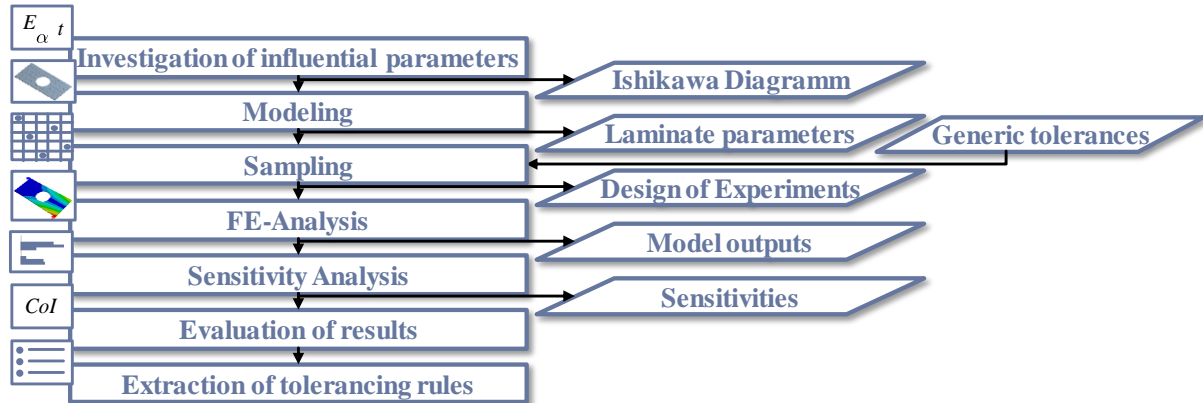 E α t
Investigation of influential parameters
Ishikawa Diagramm
Modeling
Laminate parameters
Generic tolerances
Sampling
Design of Experiments
FE-Analysis
Model outputs
Sensitivity Analysis
Sensitivities
CoI
Evaluation of results
Extraction of tolerancing rules